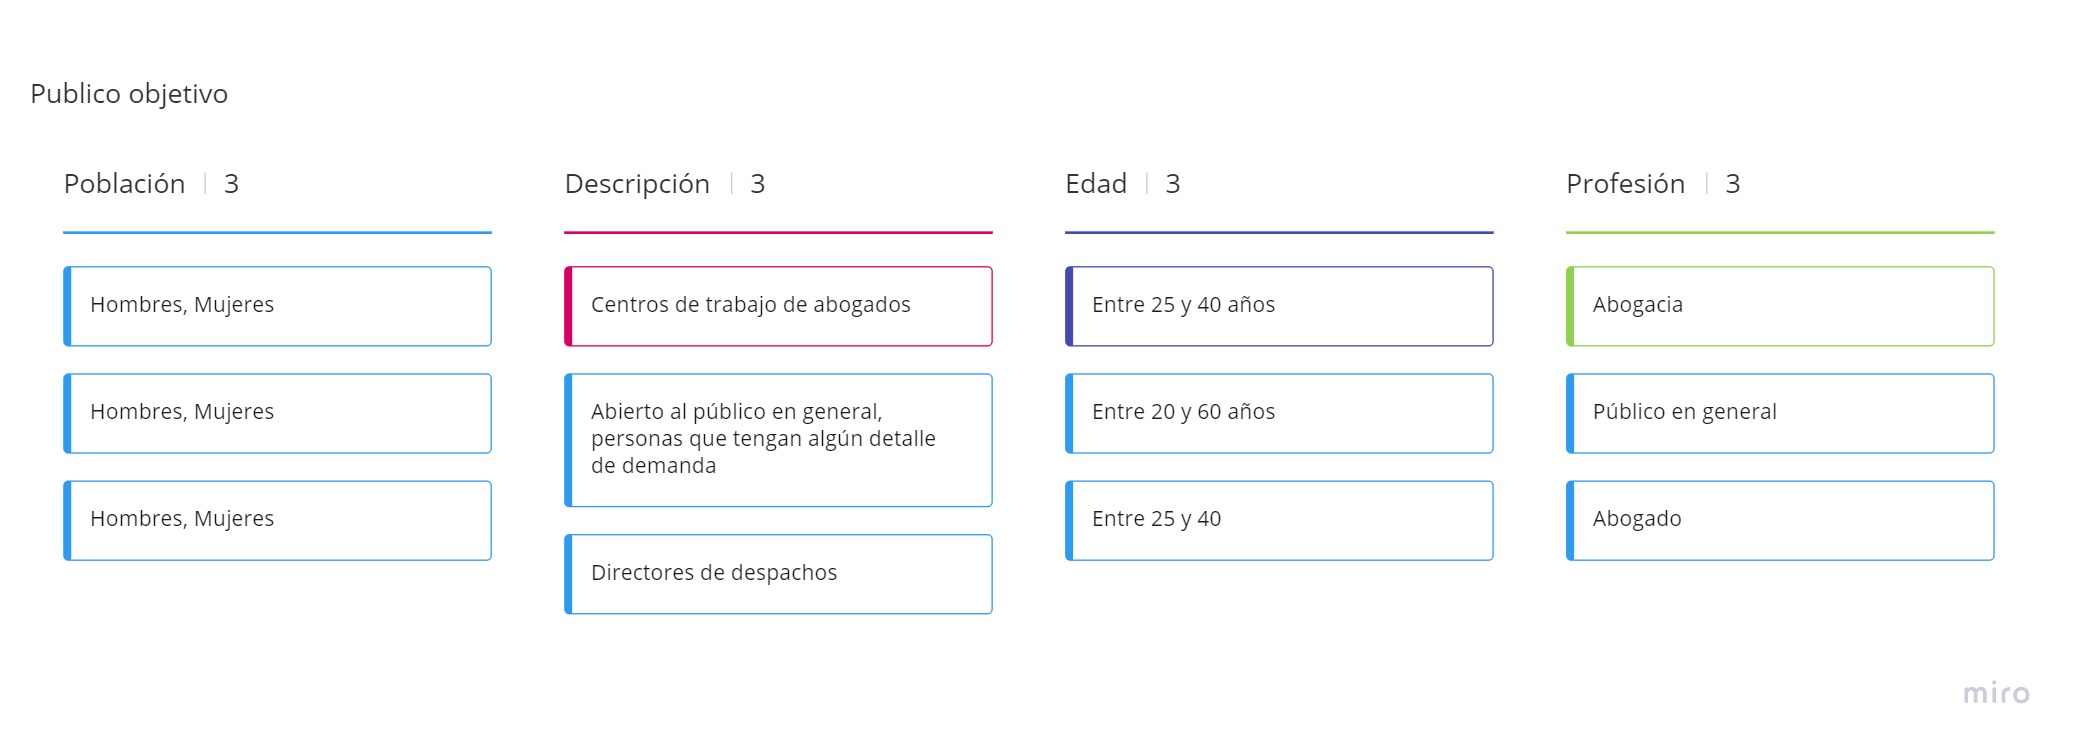 Publico objetivo
Población | 3
Hombres, Mujeres
Hombres, Mujeres
Hombres, Mujeres
Descripción | 3
Centros de trabajo de abogados
Abierto al público en general,
personas que tengan algún detalle
de demanda
Directores de despachos
Edad | 3
Entre 25 y 40 años
Entre 20 y 60 años
Entre 25 y 40
Profesión | 3
Abogacia
Público en general
Abogado
miro